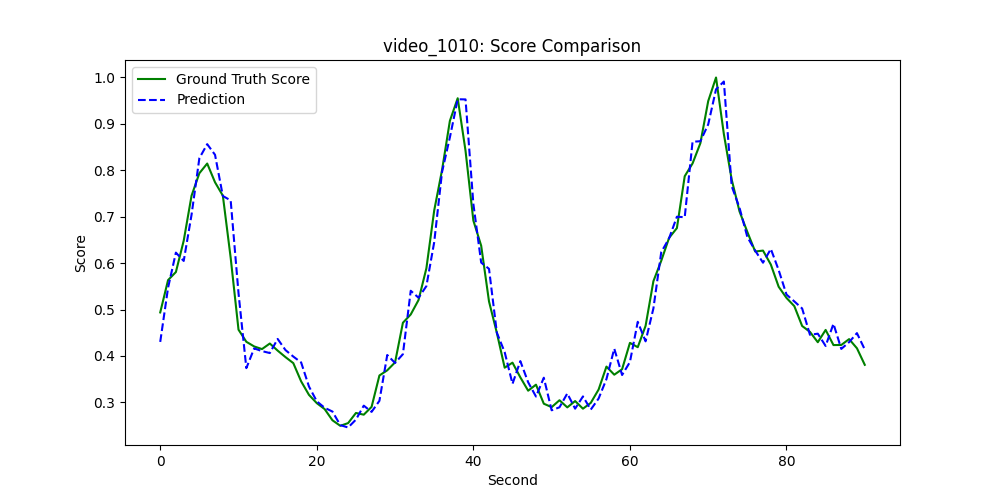 video_1010: Score Comparison
Ground Truth Score
Prediction
1.0
0.9
0.8
0.7
0.6
0.5
0.4
0.3
Score
0 20 40 60 80
Second